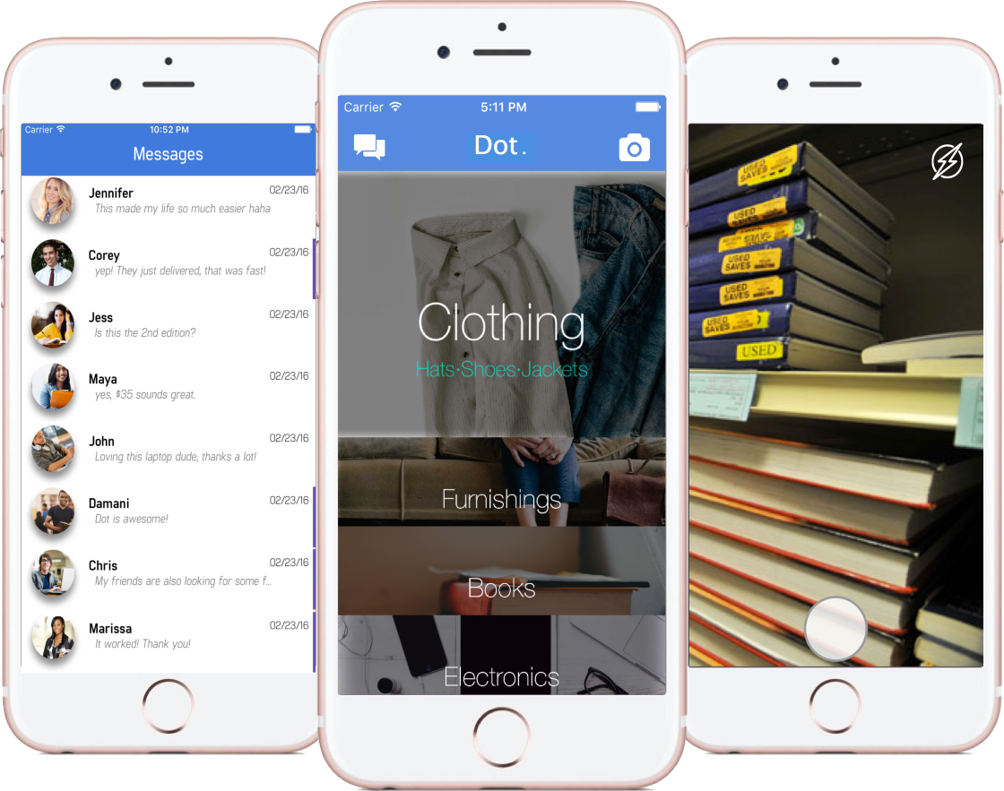 Carrier 10:52 PM
Messages
Jennifer 02/23/16
This made my life so much easier haha
Corey 02/23/16
yep! They just delivered, that was fast!
Jess 02/23/16
Is this the 2nd edition?
Maya 02/23/16
yes, $35 sounds great.
John 02/23/16
Loving this laptop dude, thanks a lot!
Damani 02/23/16
Dot is awesome!
Chris 02/23/16
My friends are also looking for some f...
Marissa 02/23/16
It worked! Thank you!
Carrier 5:11 PM
Dot.
Clothing
Hats·Shoes·Jackets
Furnishings
Books
Electronics
USED SAVES
USED
USED SAVES
USED SAVES
USED SAVES
USED SAVES
USED